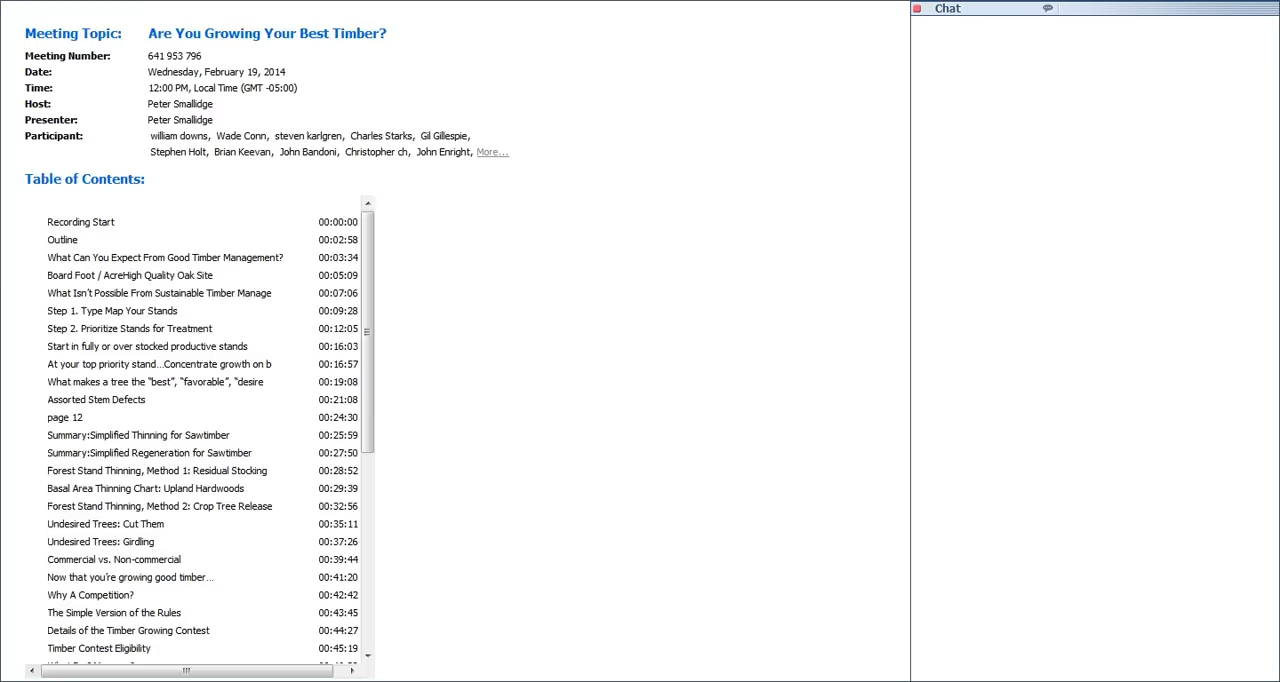 Meeting Topic: Are You Growing Your Best Timber?
Meeting Number: 641 953 796
Date: Wednesday, February 19, 2014
Time: 12:00 PM, Local Time (GMT -05:00)
Host: Peter Smallidge
Presenter: Peter Smallidge
Participant: william downs, Wade Conn, steven karlgren, Charles Starks, Gil Gillespie,
Stephen Holt, Brian Keevan, John Bandoni, Christopher ch, John Enright, More...
Table of Contents:
Recording Start 00:00:00
Outline 00:02:58
What Can You Expect From Good Timber Management? 00:03:34
Board Foot / AcreHigh Quality Oak Site 00:05:09
What Isn't Possible From Sustainable Timber Manage 00:07:06
Step 1. Type Map Your Stands 00:09:28
Step 2. Prioritize Stands for Treatment 00:12:05
Start in fully or over stocked productive stands 00:16:03
At your top priority stand...Concentrate growth on b 00:16:57
What makes a tree the “best”, “favorable”, “desire 00:19:08
Assorted Stem Defects 00:21:08
page 12 00:24:30
Summary:Simplified Thinning for Sawtimber 00:25:59
Summary:Simplified Regeneration for Sawtimber 00:27:50
Forest Stand Thinning, Method 1: Residual Stocking 00:28:52
Basal Area Thinning Chart: Upland Hardwoods 00:29:39
Forest Stand Thinning, Method 2: Crop Tree Release 00:32:56
Undesired Trees: Cut Them 00:35:11
Undesired Trees: Girdling 00:37:26
Commercial vs. Non-commercial 00:39:44
Now that you're growing good timber... 00:41:20
Why A Competition? 00:42:42
The Simple Version of the Rules 00:43:45
Details of the Timber Growing Contest 00:44:27
Timber Contest Eligibility 00:45:19
Chat